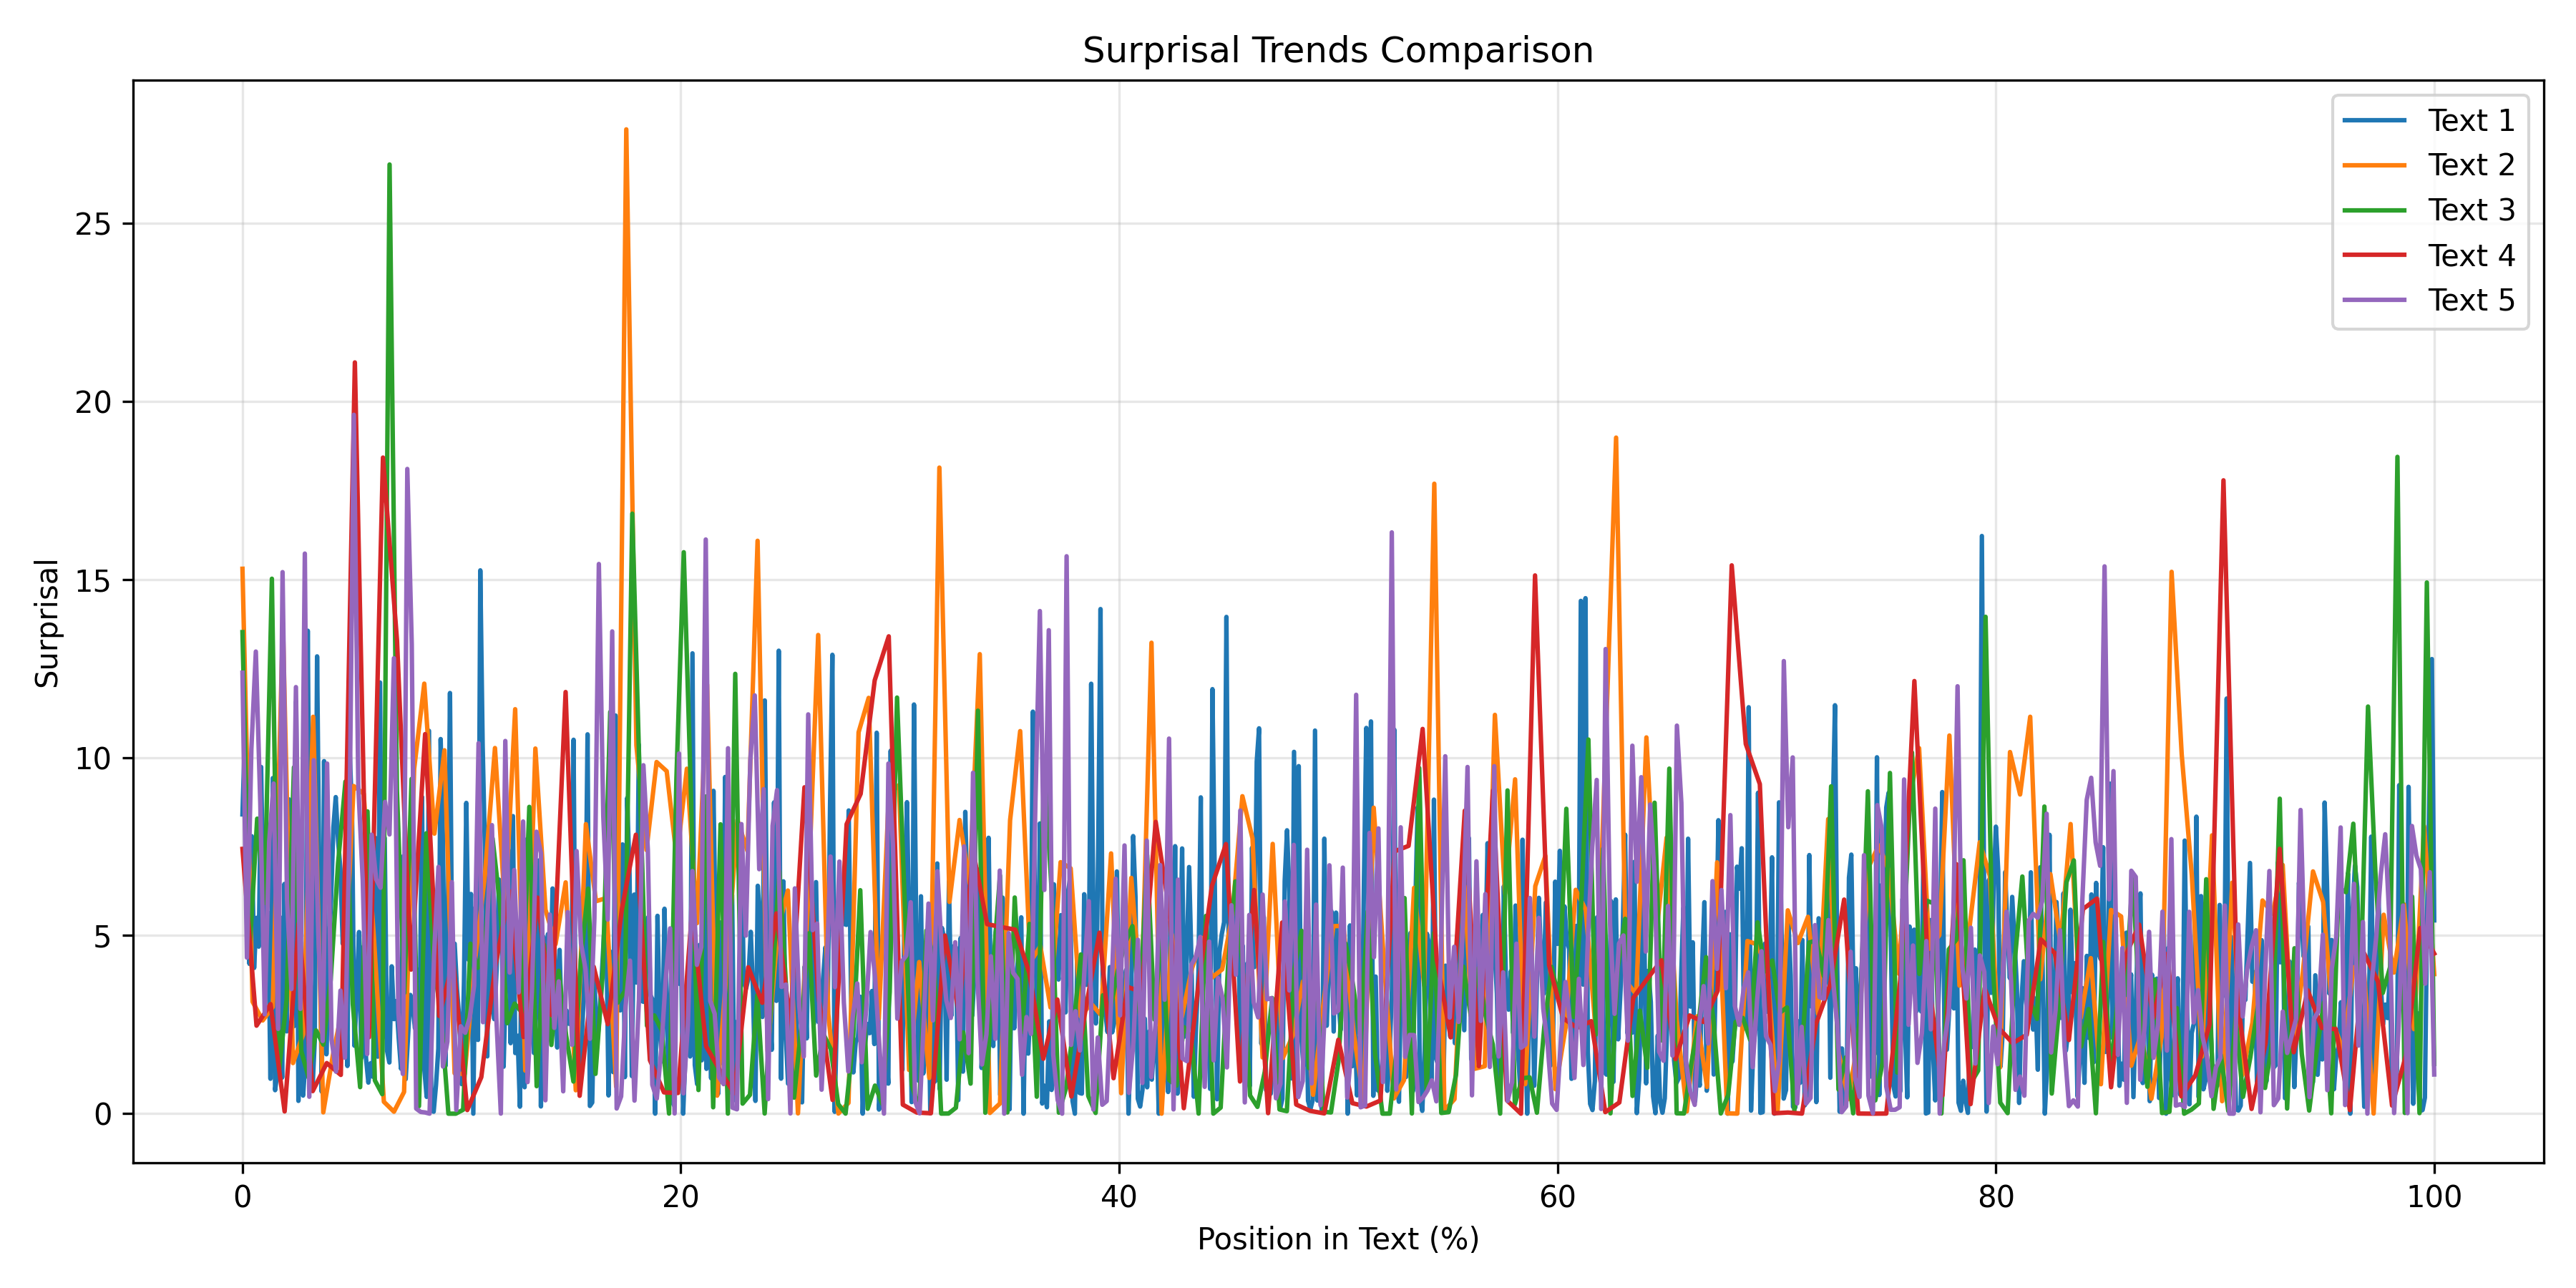 Surprisal Trends Comparison
Text 1
Text 2
Text 3
Text 4
Text 5
25
20
15
10
5
0
Surprisal
0 20 40 60 80 100
Position in Text (%)